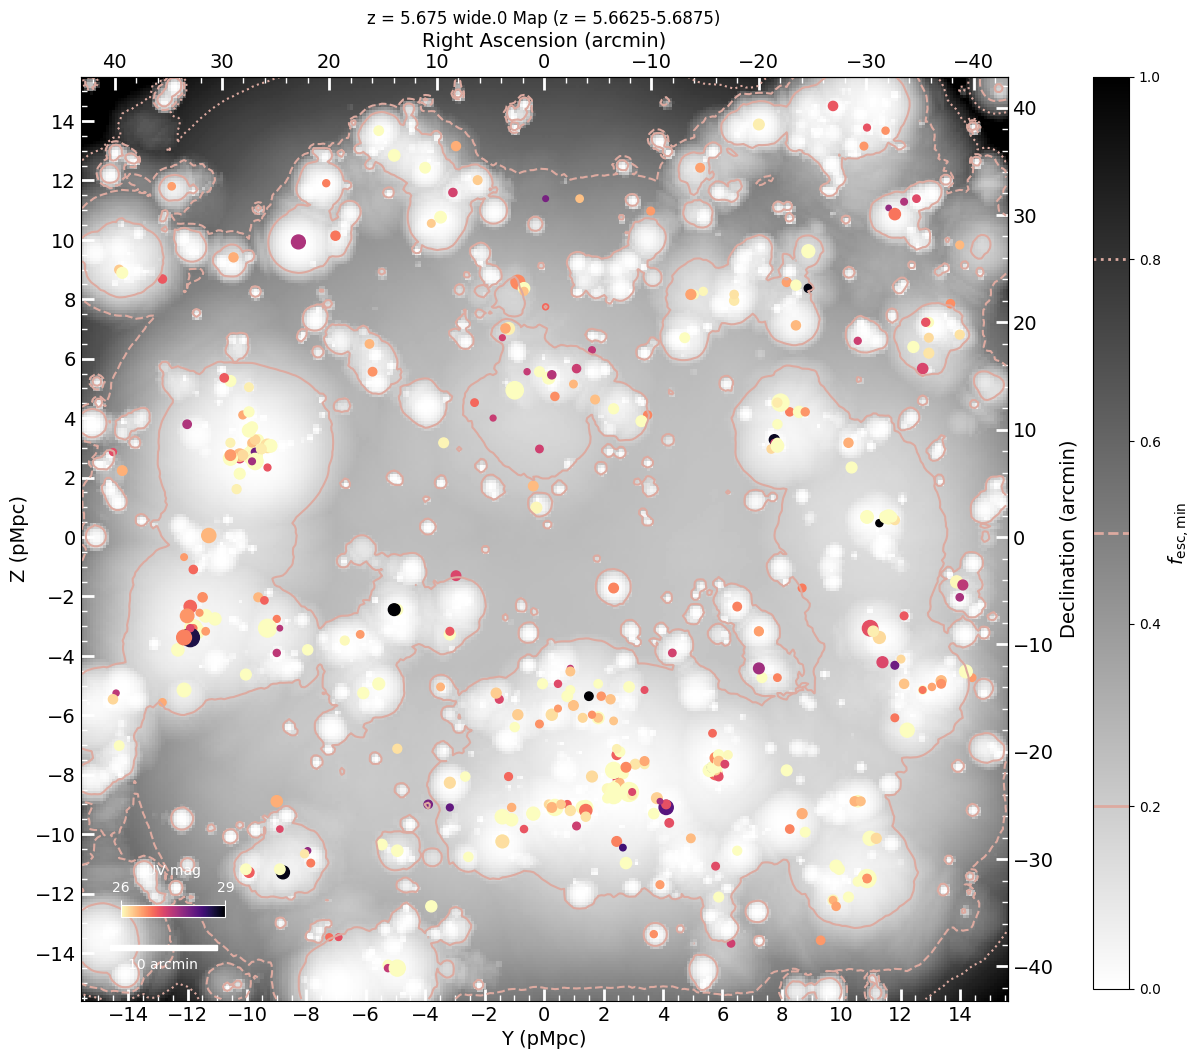 z = 5.675 wide.0 Map (z = 5.6625-5.6875)
Right Ascension (arcmin)
40 30 20 10 0 −10 −20 −30 −40
14 12 10 8 6 4 2 0 −2 −4 −6 −8 −10 −12 −14
Z (pMpc)
40 30 20 10 0 −10 −20 −30 −40
Declination (arcmin)
1.0 0.8 0.6 0.4 0.2 0.0
fesc,min
UV mag
26 29
10 arcmin
−14 −12 −10 −8 −6 −4 −2 0 2 4 6 8 10 12 14
Y (pMpc)